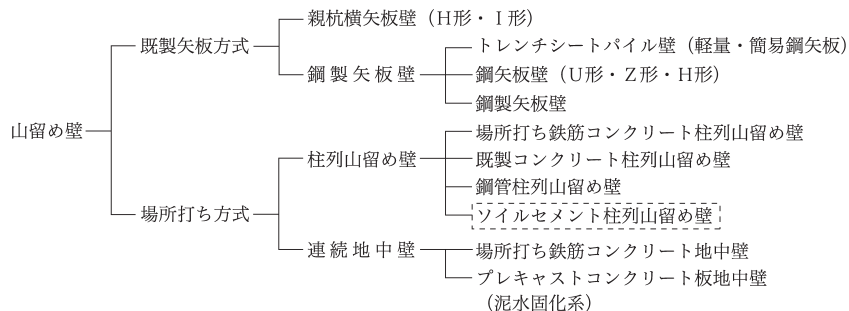 親杭横矢板壁（H形・I形）
既製矢板方式
トレンチシートパイル壁（軽量・簡易鋼矢板）
鋼製矢板壁
鋼矢板壁（U形・Z形・H形）
鋼製矢板壁
山留め壁
場所打ち鉄筋コンクリート柱列山留め壁
柱列山留め壁
既製コンクリート柱列山留め壁
鋼管柱列山留め壁
場所打ち方式
ソイルセメント柱列山留め壁
連続地中壁
場所打ち鉄筋コンクリート地中壁
プレキャストコンクリート板地中壁
（泥水固化系）